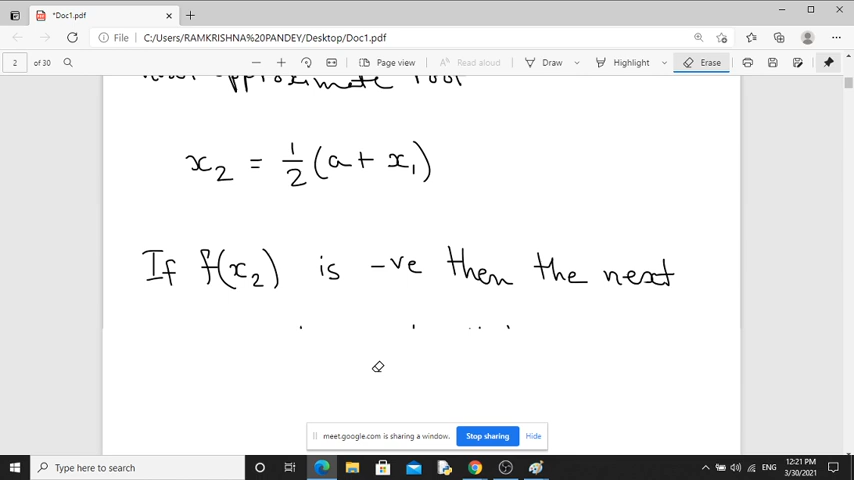 *Doc1.pdf
File C:/Users/RAMKRISHNA%20PANDEY/Desktop/Doc1.pdf
2 of 30 Page view Read aloud Draw Highlight Erase
approximate
x₂ = 1/2 (a + x₁)
If f(x₂) is -ve then the next
meet.google.com is sharing a window. Stop sharing Hide
Type here to search
ENG
12:21 PM
3/30/2021